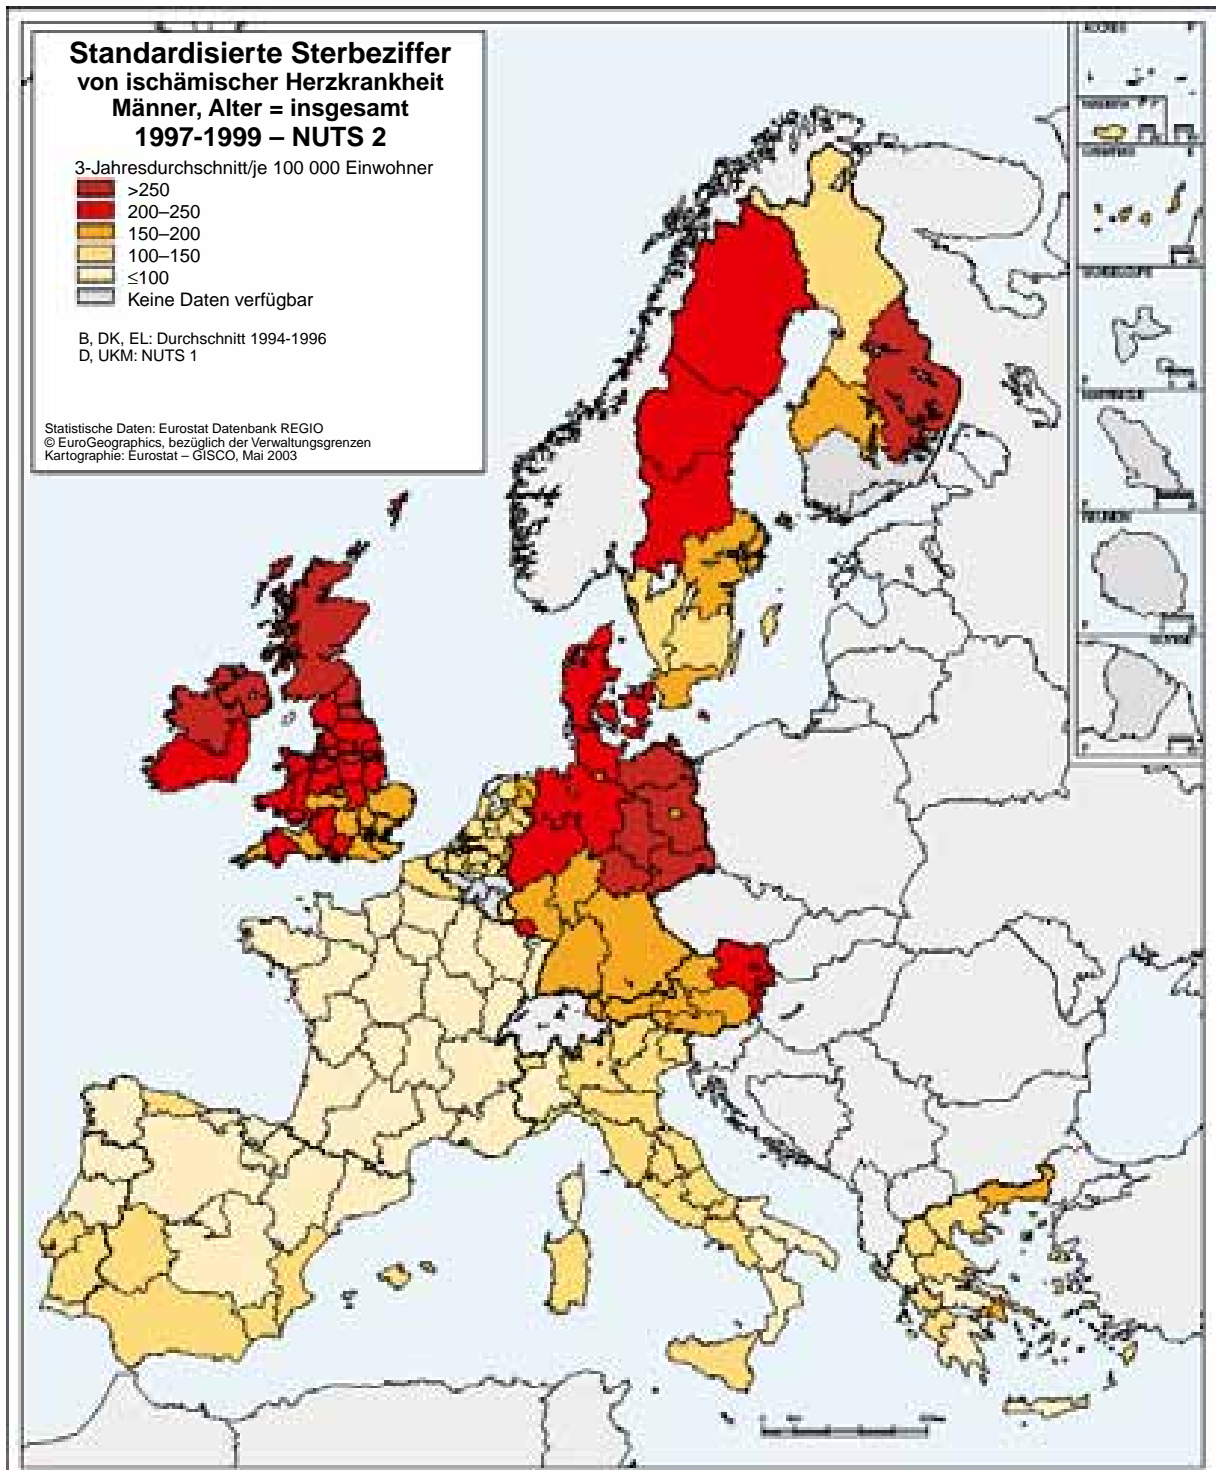 Standardisierte Sterbeziffer
von ischämischer Herzkrankheit
Männer, Alter = insgesamt
1997-1999 – NUTS 2
3-Jahresdurchschnitt/je 100 000 Einwohner
>250
200–250
150–200
100–150
≤100
Keine Daten verfügbar
B, DK, EL: Durchschnitt 1994-1996
D, UKM: NUTS 1
Statistische Daten: Eurostat Datenbank REGIO
© EuroGeographics, bezüglich der Verwaltungsgrenzen
Kartographie: Eurostat – GISCO, Mai 2003